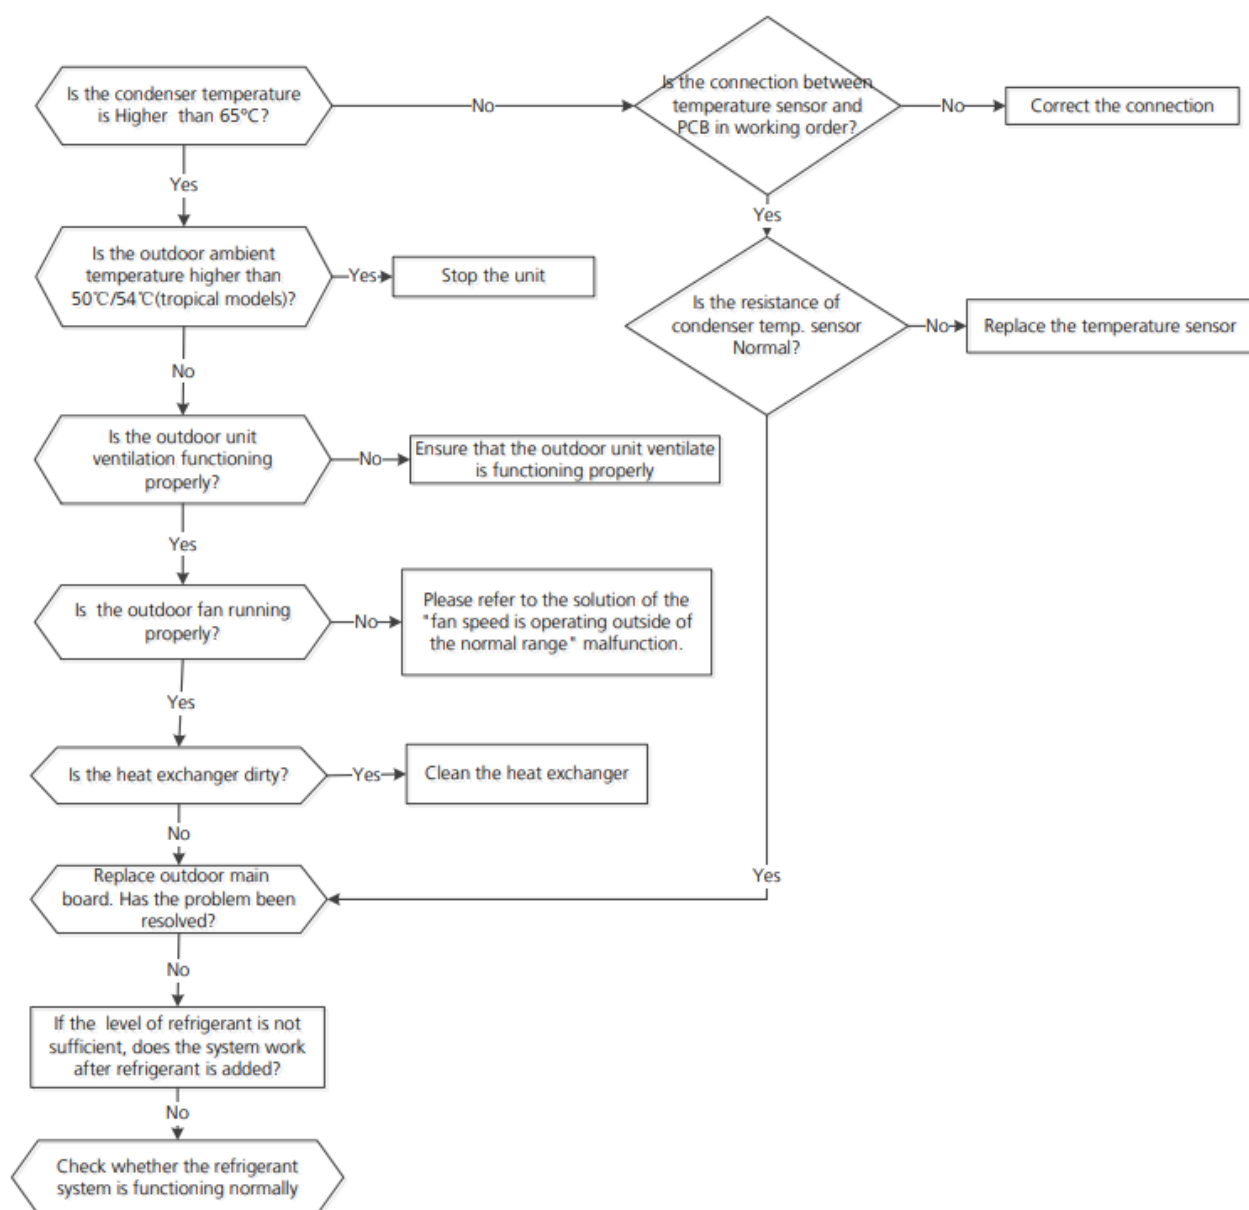 Is the condenser temperature
is Higher than 65°C?
No
Is the connection between
temperature sensor and
PCB in working order?
No
Correct the connection
Yes
Yes
Is the outdoor ambient
temperature higher than
50℃/54℃(tropical models)?
Yes
Stop the unit
Is the resistance of
condenser temp. sensor
Normal?
No
Replace the temperature sensor
No
Is the outdoor unit
ventilation functioning
properly?
No
Ensure that the outdoor unit ventilate
is functioning properly
Yes
Is the outdoor fan running
properly?
No
Please refer to the solution of the
"fan speed is operating outside of
the normal range" malfunction.
Yes
Is the heat exchanger dirty?
Yes
Clean the heat exchanger
No
Yes
Replace outdoor main
board. Has the problem been
resolved?
No
If the level of refrigerant is not
sufficient, does the system work
after refrigerant is added?
No
Check whether the refrigerant
system is functioning normally